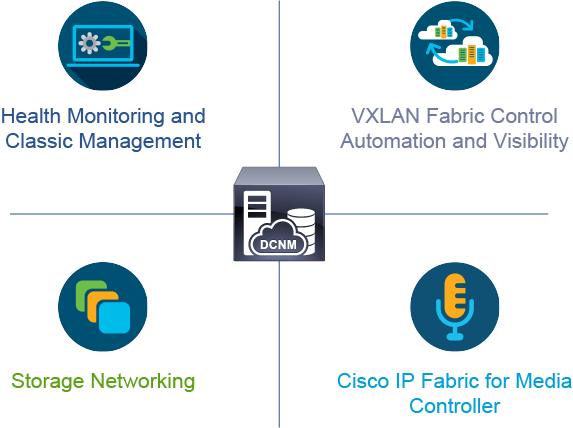 Health Monitoring and
Classic Management
VXLAN Fabric Control
Automation and Visibility
DCNM
Storage Networking
Cisco IP Fabric for Media
Controller